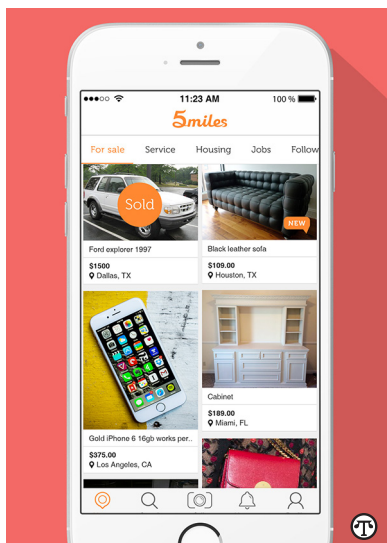 11:23 AM 100 %
5miles
For sale Service Housing Jobs Follow
Sold
NEW
Ford explorer 1997
$1500
Dallas, TX
Black leather sofa
$109.00
Houston, TX
Gold iPhone 6 16gb works per..
$375.00
Los Angeles, CA
Cabinet
$189.00
Miami, FL